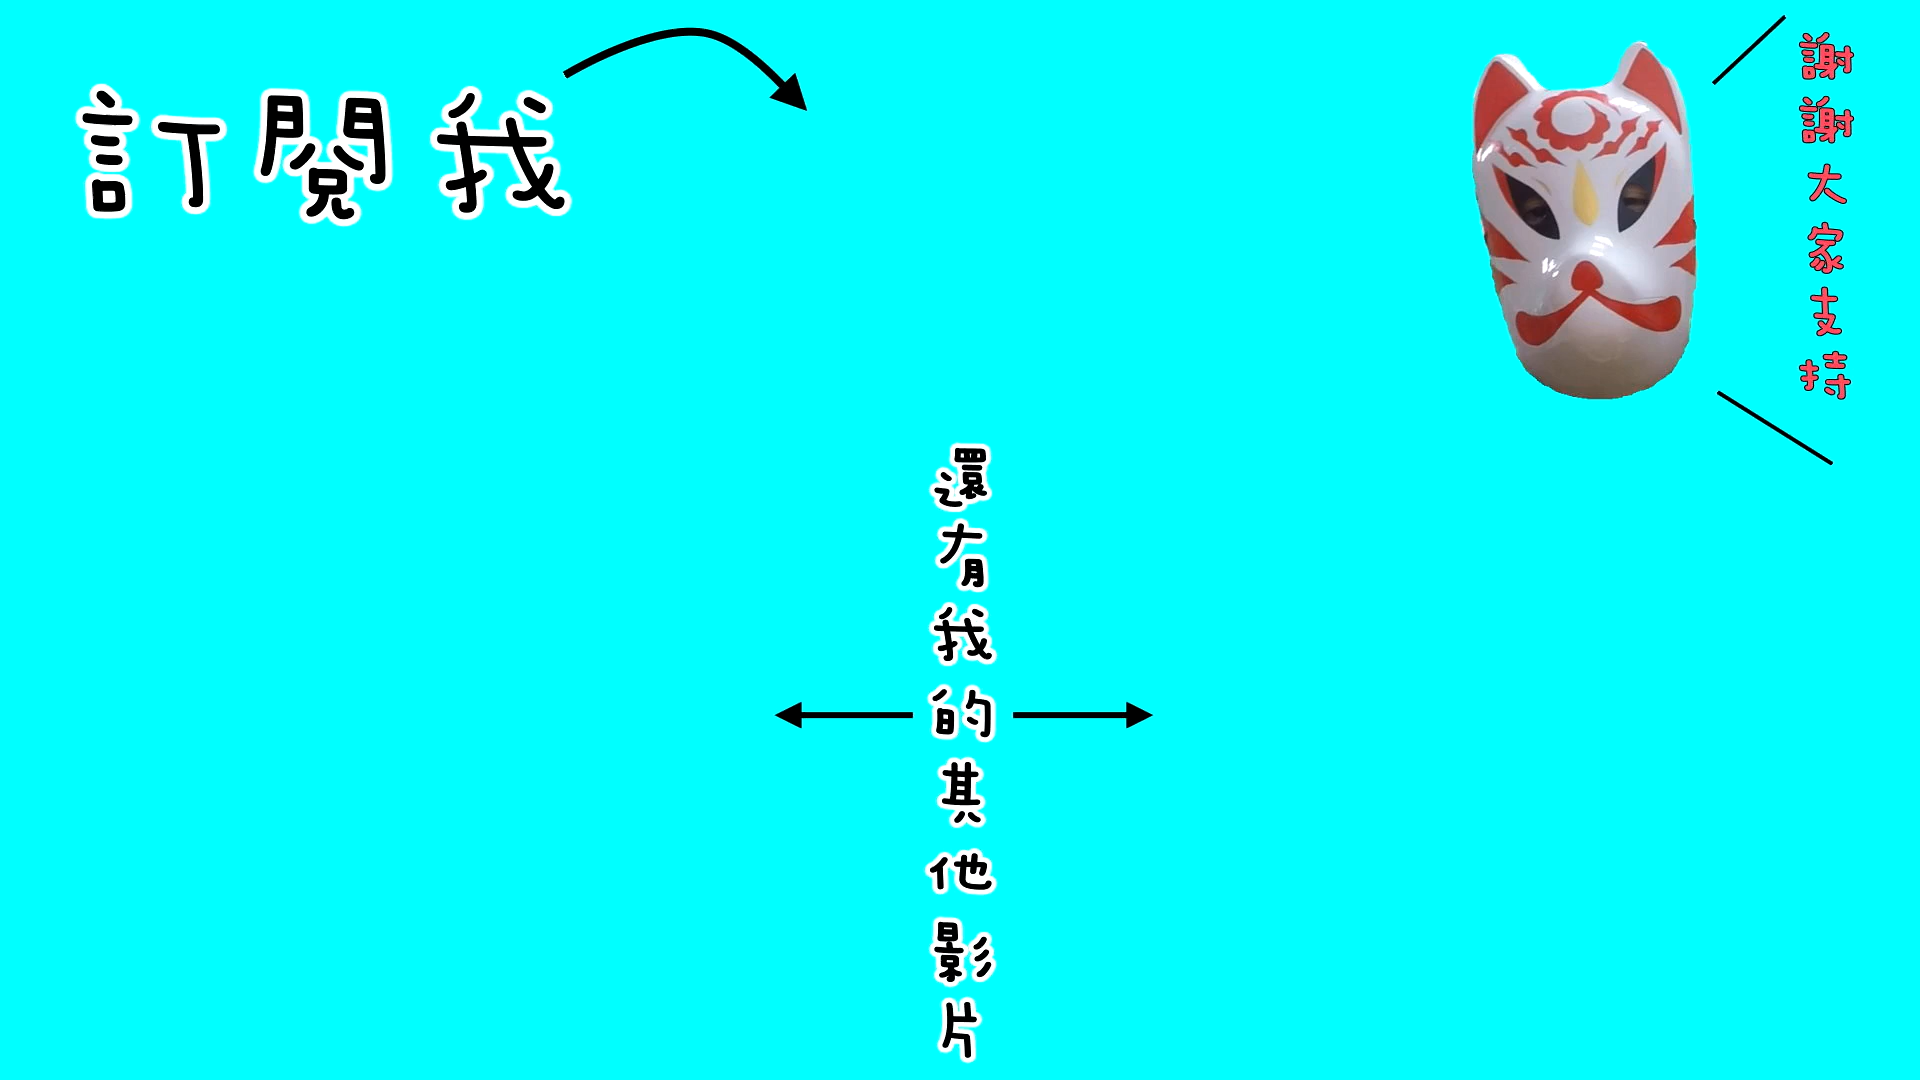 訂閱我
謝謝大家支持
還有我的其他影片